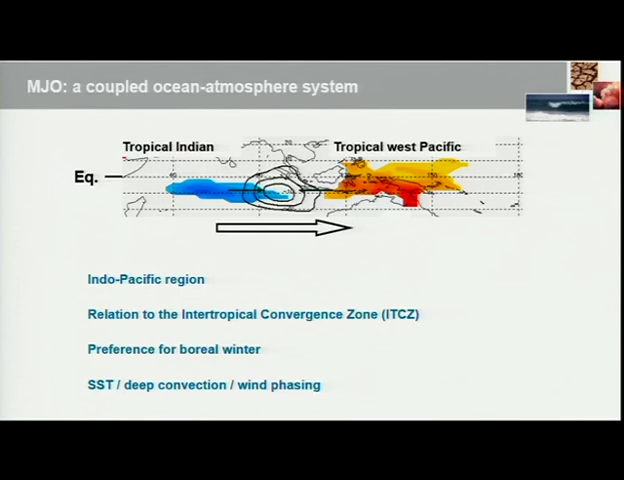 MJO: a coupled ocean-atmosphere system
Tropical Indian
Tropical west Pacific
Eq.
Indo-Pacific region
Relation to the Intertropical Convergence Zone (ITCZ)
Preference for boreal winter
SST / deep convection / wind phasing